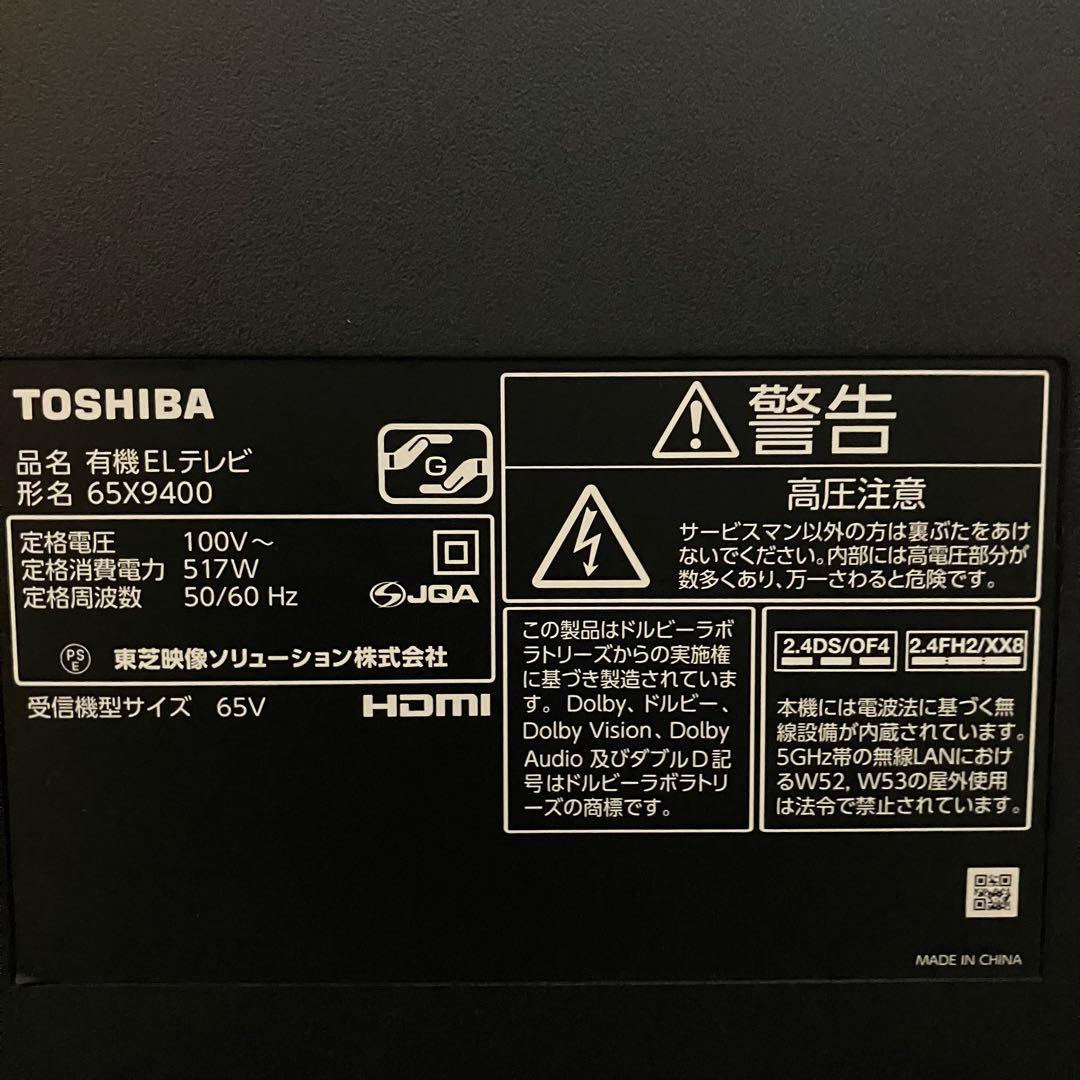 TOSHIBA
品名 有機ELテレビ
形名 65X9400
G
定格電圧 100V～
定格消費電力 517W
定格周波数 50/60 Hz
JQA
PS
E
東芝映像ソリューション株式会社
受信機型サイズ 65V
HDMI
警告
高圧注意
サービスマン以外の方は裏ぶたをあけ
ないでください。内部には高電圧部分が
数多くあり、万一さわると危険です。
この製品はドルビーラボ
ラトリーズからの実施権
に基づき製造されていま
す。Dolby、ドルビー、
Dolby Vision、Dolby
Audio 及びダブルD記
号はドルビーラボラトリ
ーズの商標です。
2.4DS/OF4
2.4FH2/XX8
本機には電波法に基づく無
線設備が内蔵されています。
5GHz帯の無線LANにおけ
るW52, W53の屋外使用
は法令で禁止されています。
MADE IN CHINA